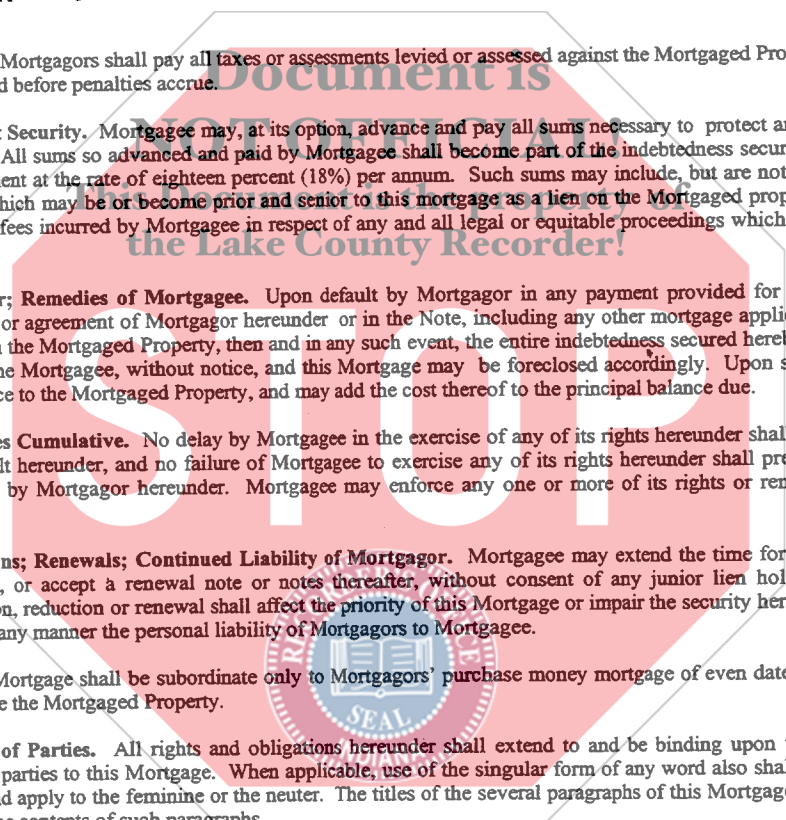 Mortgagors shall pay all taxes or assessments levied or assessed against the Mortgaged Pro
d before penalties accrue.
Document is
NOT OFFICIAL!
Security. Mortgagee may, at its option, advance and pay all sums necessary to protect a
All sums so advanced and paid by Mortgagee shall become part of the indebtedness secur
ent at the rate of eighteen percent (18%) per annum. Such sums may include, but are not
This Document is the property of
hich may be or become prior and senior to this mortgage as a lien on the Mortgaged prop
fees incurred by Mortgagee in respect of any and all legal or equitable proceedings which
the Lake County Recorder!
r; Remedies of Mortgagee. Upon default by Mortgagor in any payment provided for
or agreement of Mortgagor hereunder or in the Note, including any other mortgage appli
the Mortgaged Property, then and in any such event, the entire indebtedness secured hereb
he Mortgagee, without notice, and this Mortgage may be foreclosed accordingly. Upon s
ce to the Mortgaged Property, and may add the cost thereof to the principal balance due.
STOP
es Cumulative. No delay by Mortgagee in the exercise of any of its rights hereunder shal
lt hereunder, and no failure of Mortgagee to exercise any of its rights hereunder shall pre
by Mortgagor hereunder. Mortgagee may enforce any one or more of its rights or rem
ns; Renewals; Continued Liability of Mortgagor. Mortgagee may extend the time for
, or accept a renewal note or notes thereafter, without consent of any junior lien hol
on, reduction or renewal shall affect the priority of this Mortgage or impair the security her
any manner the personal liability of Mortgagors to Mortgagee.
Mortgage shall be subordinate only to Mortgagors' purchase money mortgage of even date
e the Mortgaged Property.
SEAL
INDIANA
of Parties. All rights and obligations hereunder shall extend to and be binding upon
parties to this Mortgage. When applicable, use of the singular form of any word also sha
d apply to the feminine or the neuter. The titles of the several paragraphs of this Mortgag
contents of such paragraphs.